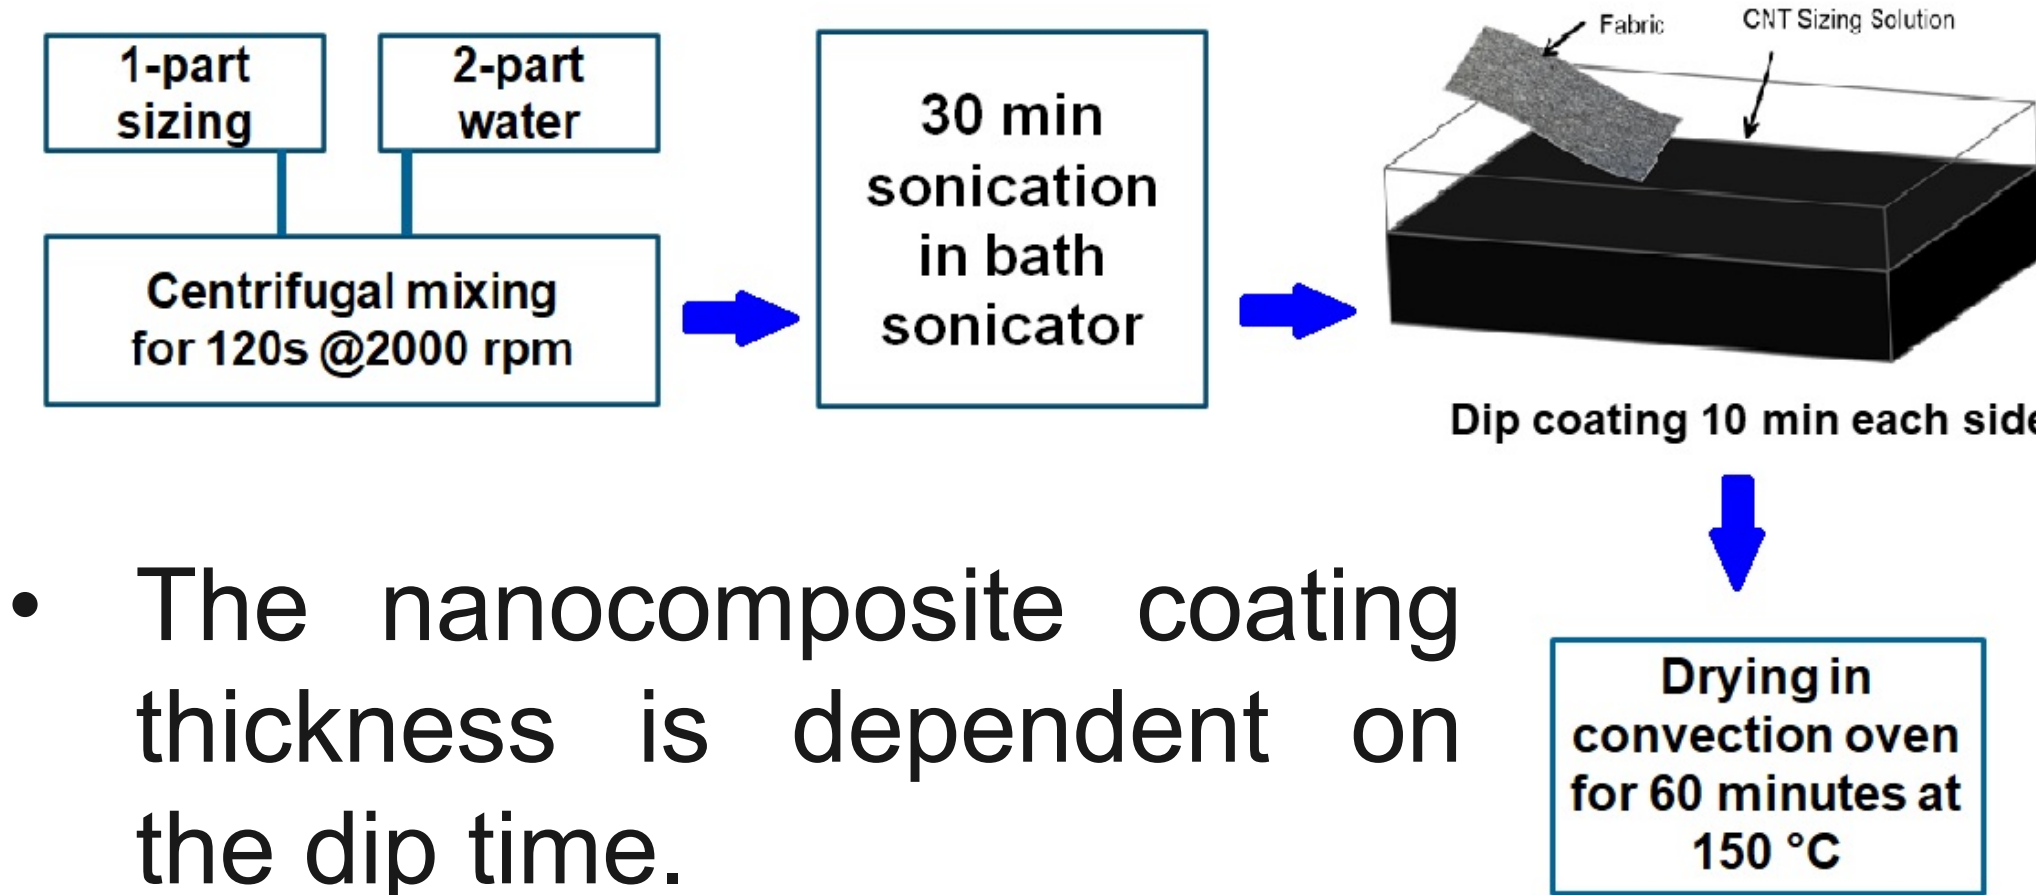 1-part
sizing
2-part
water
Centrifugal mixing
for 120s @2000 rpm
30 min
sonication
in bath
sonicator
Fabric
CNT Sizing Solution
Dip coating 10 min each side
• The nanocomposite coating
thickness is dependent on
the dip time.
Drying in
convection oven
for 60 minutes at
150 °C